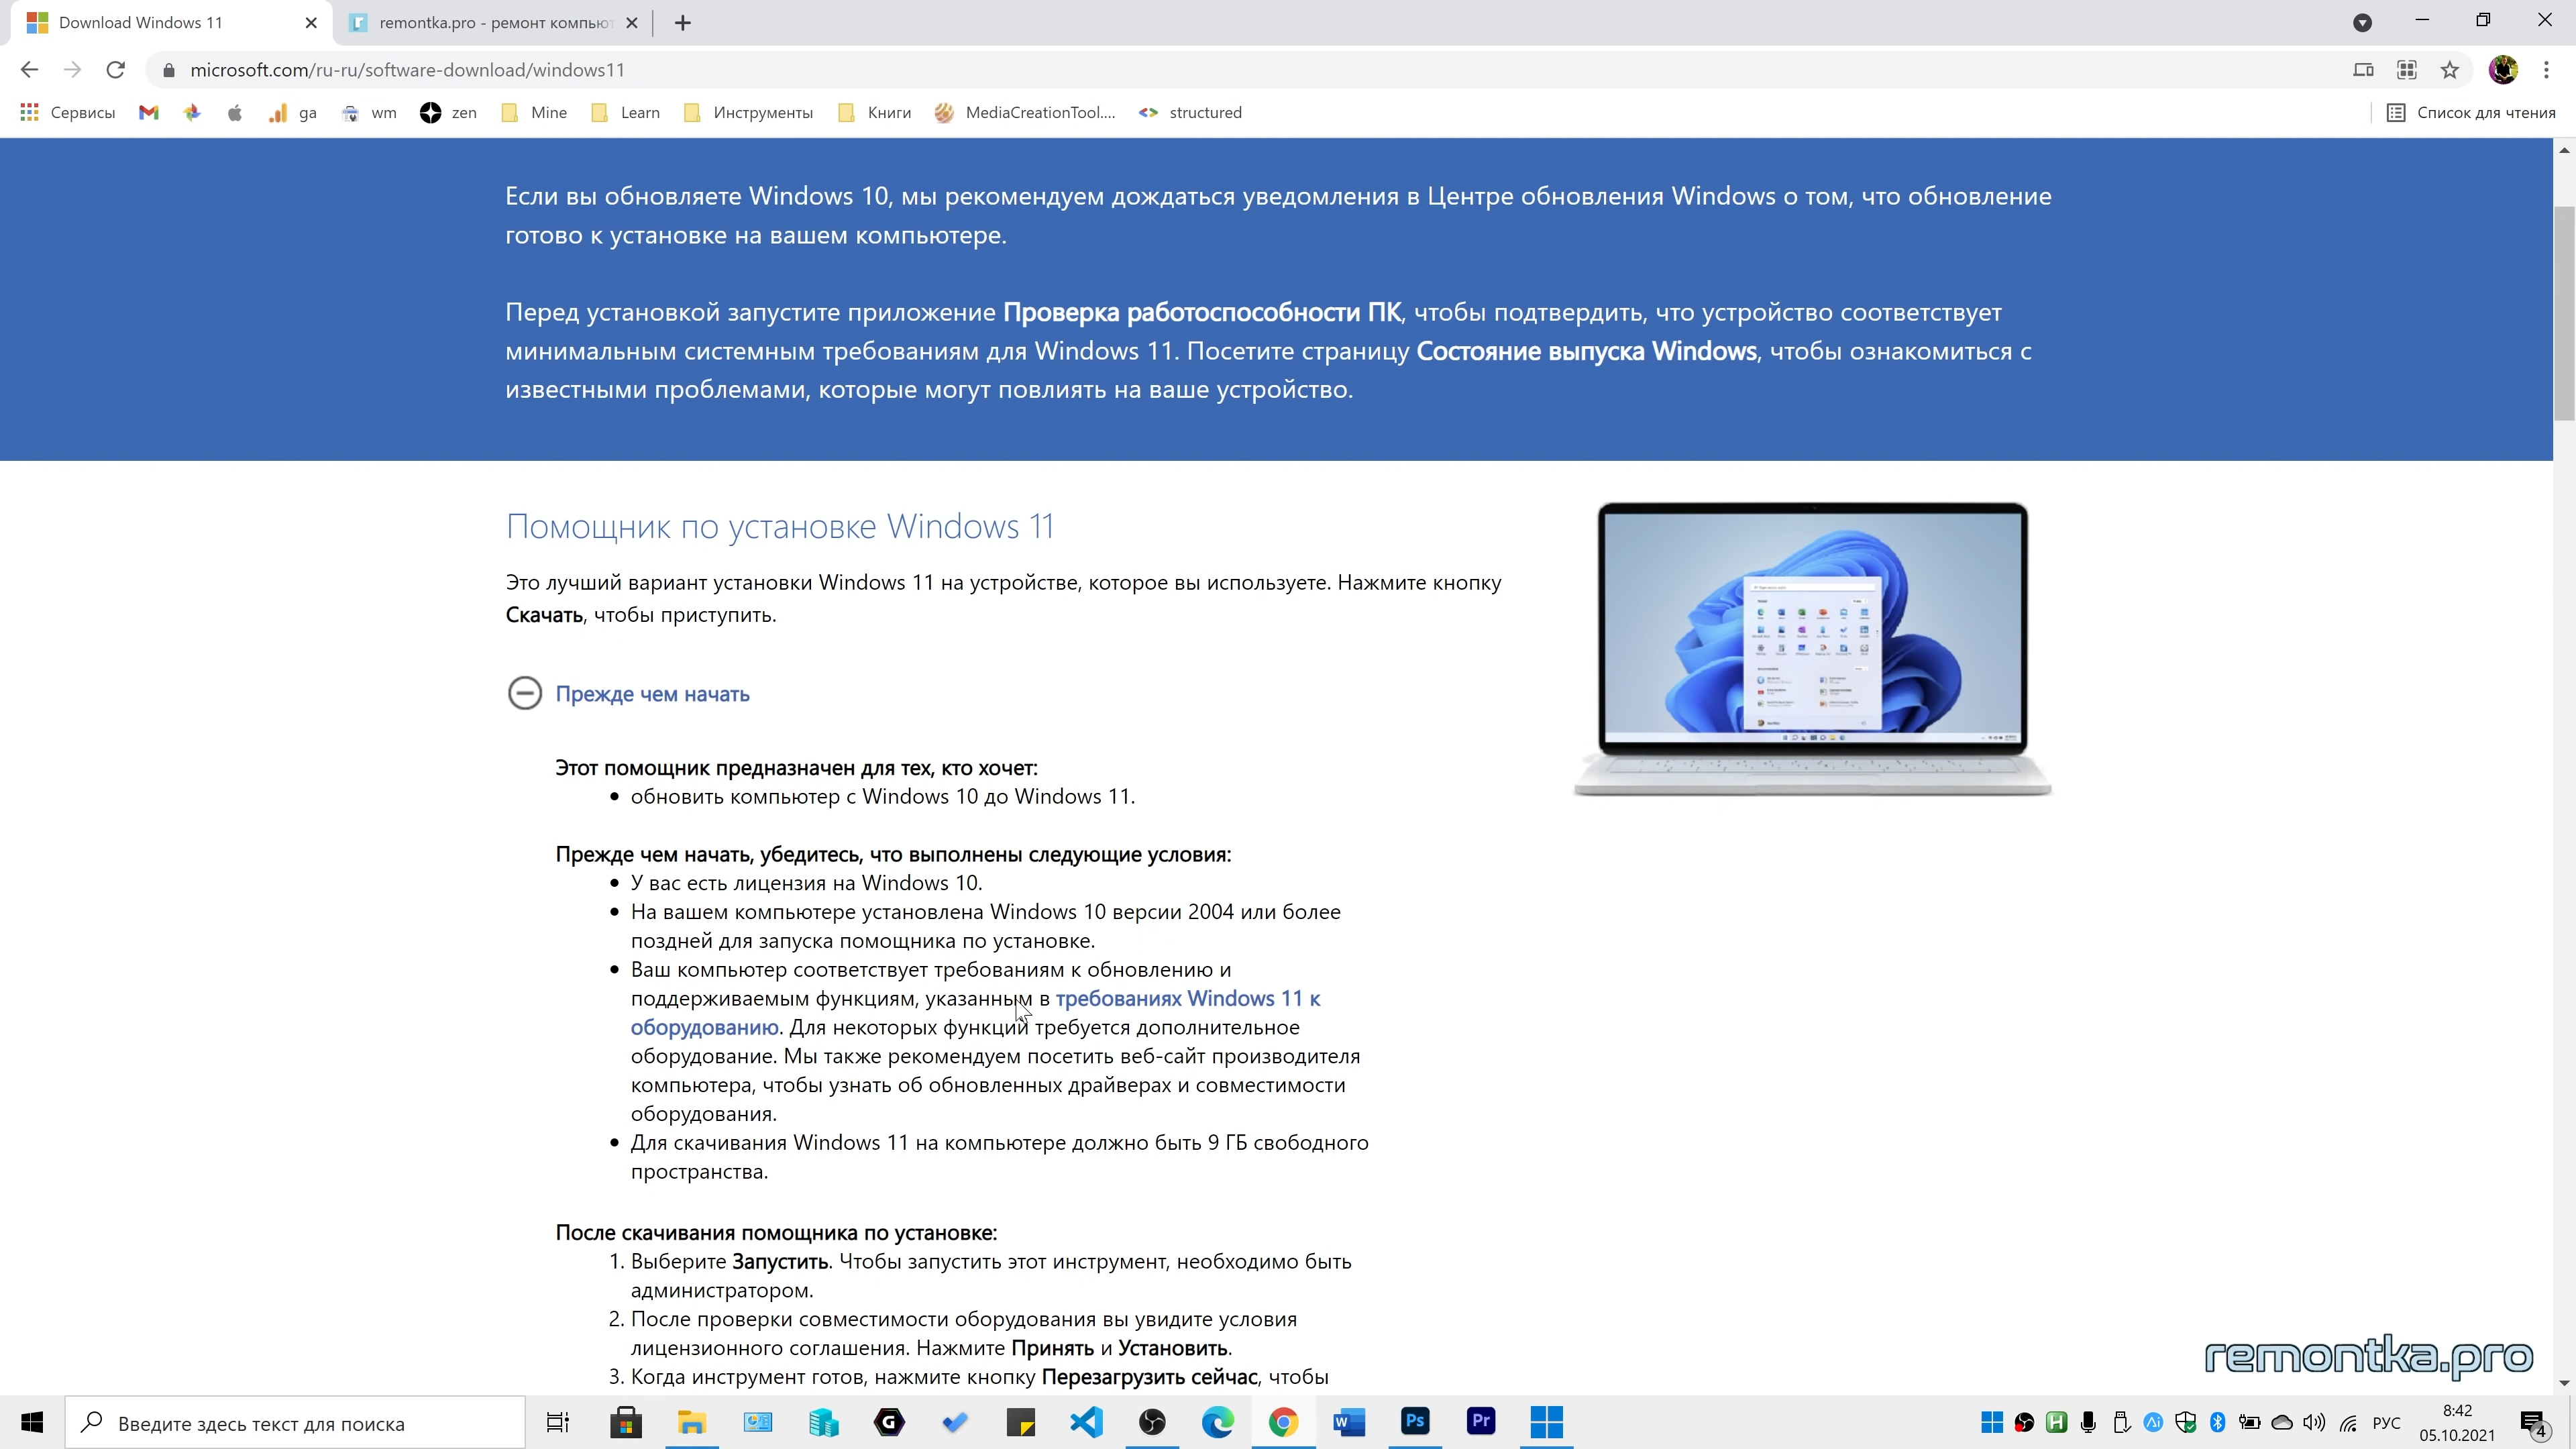 Download Windows 11
remontka.pro - ремонт компьют
microsoft.com/ru-ru/software-download/windows11
Сервисы
ga
wm
zen
Mine
Learn
Инструменты
Книги
MediaCreationTool....
structured
Список для чтения
Если вы обновляете Windows 10, мы рекомендуем дождаться уведомления в Центре обновления Windows о том, что обновление
готово к установке на вашем компьютере.
Перед установкой запустите приложение Проверка работоспособности ПК, чтобы подтвердить, что устройство соответствует
минимальным системным требованиям для Windows 11. Посетите страницу Состояние выпуска Windows, чтобы ознакомиться с
известными проблемами, которые могут повлиять на ваше устройство.
Помощник по установке Windows 11
Это лучший вариант установки Windows 11 на устройстве, которое вы используете. Нажмите кнопку
Скачать, чтобы приступить.
Прежде чем начать
Этот помощник предназначен для тех, кто хочет:
• обновить компьютер с Windows 10 до Windows 11.
Прежде чем начать, убедитесь, что выполнены следующие условия:
• У вас есть лицензия на Windows 10.
• На вашем компьютере установлена Windows 10 версии 2004 или более
поздней для запуска помощника по установке.
• Ваш компьютер соответствует требованиям к обновлению и
поддерживаемым функциям, указанным в требованиях Windows 11 к
оборудованию. Для некоторых функций требуется дополнительное
оборудование. Мы также рекомендуем посетить веб-сайт производителя
компьютера, чтобы узнать об обновленных драйверах и совместимости
оборудования.
• Для скачивания Windows 11 на компьютере должно быть 9 ГБ свободного
пространства.
После скачивания помощника по установке:
1. Выберите Запустить. Чтобы запустить этот инструмент, необходимо быть
администратором.
2. После проверки совместимости оборудования вы увидите условия
лицензионного соглашения. Нажмите Принять и Установить.
3. Когда инструмент готов, нажмите кнопку Перезагрузить сейчас, чтобы
remontka.pro
Введите здесь текст для поиска
G
W
Ps
Pr
H
Ai
РУС
8:42
05.10.2021
4